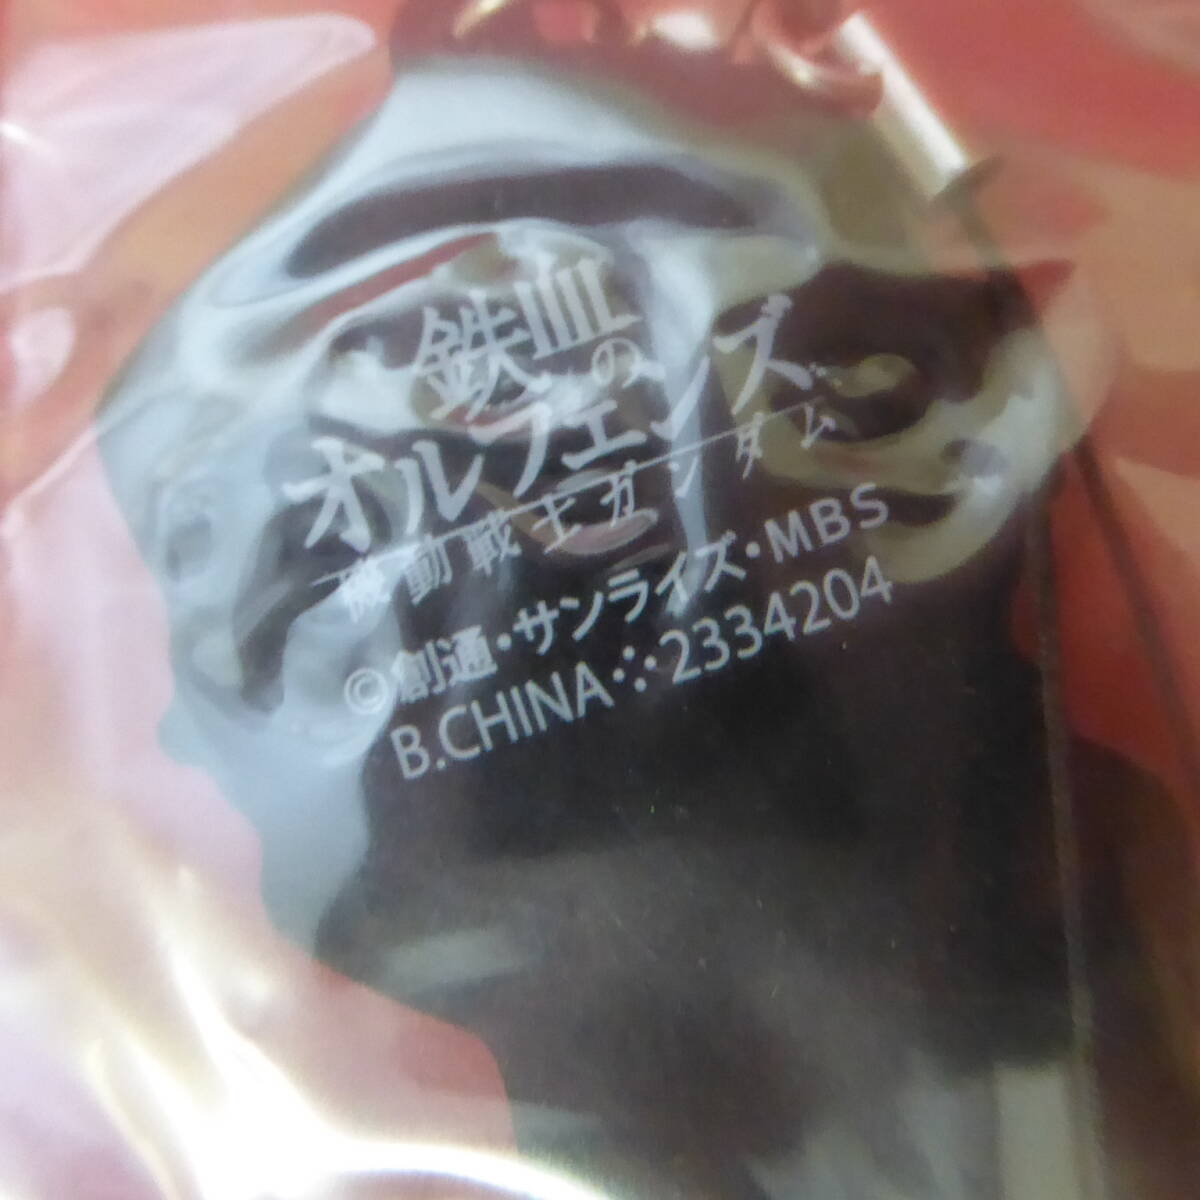 鉄血の
オルフェンズ
機動戦士ガンダム
©創通・サンライズ・MBS
B.CHINA∴2334204